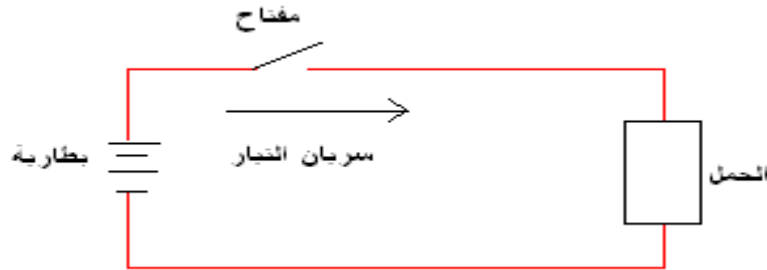 مفتاح
بطارية
سريان التيار
الحمل